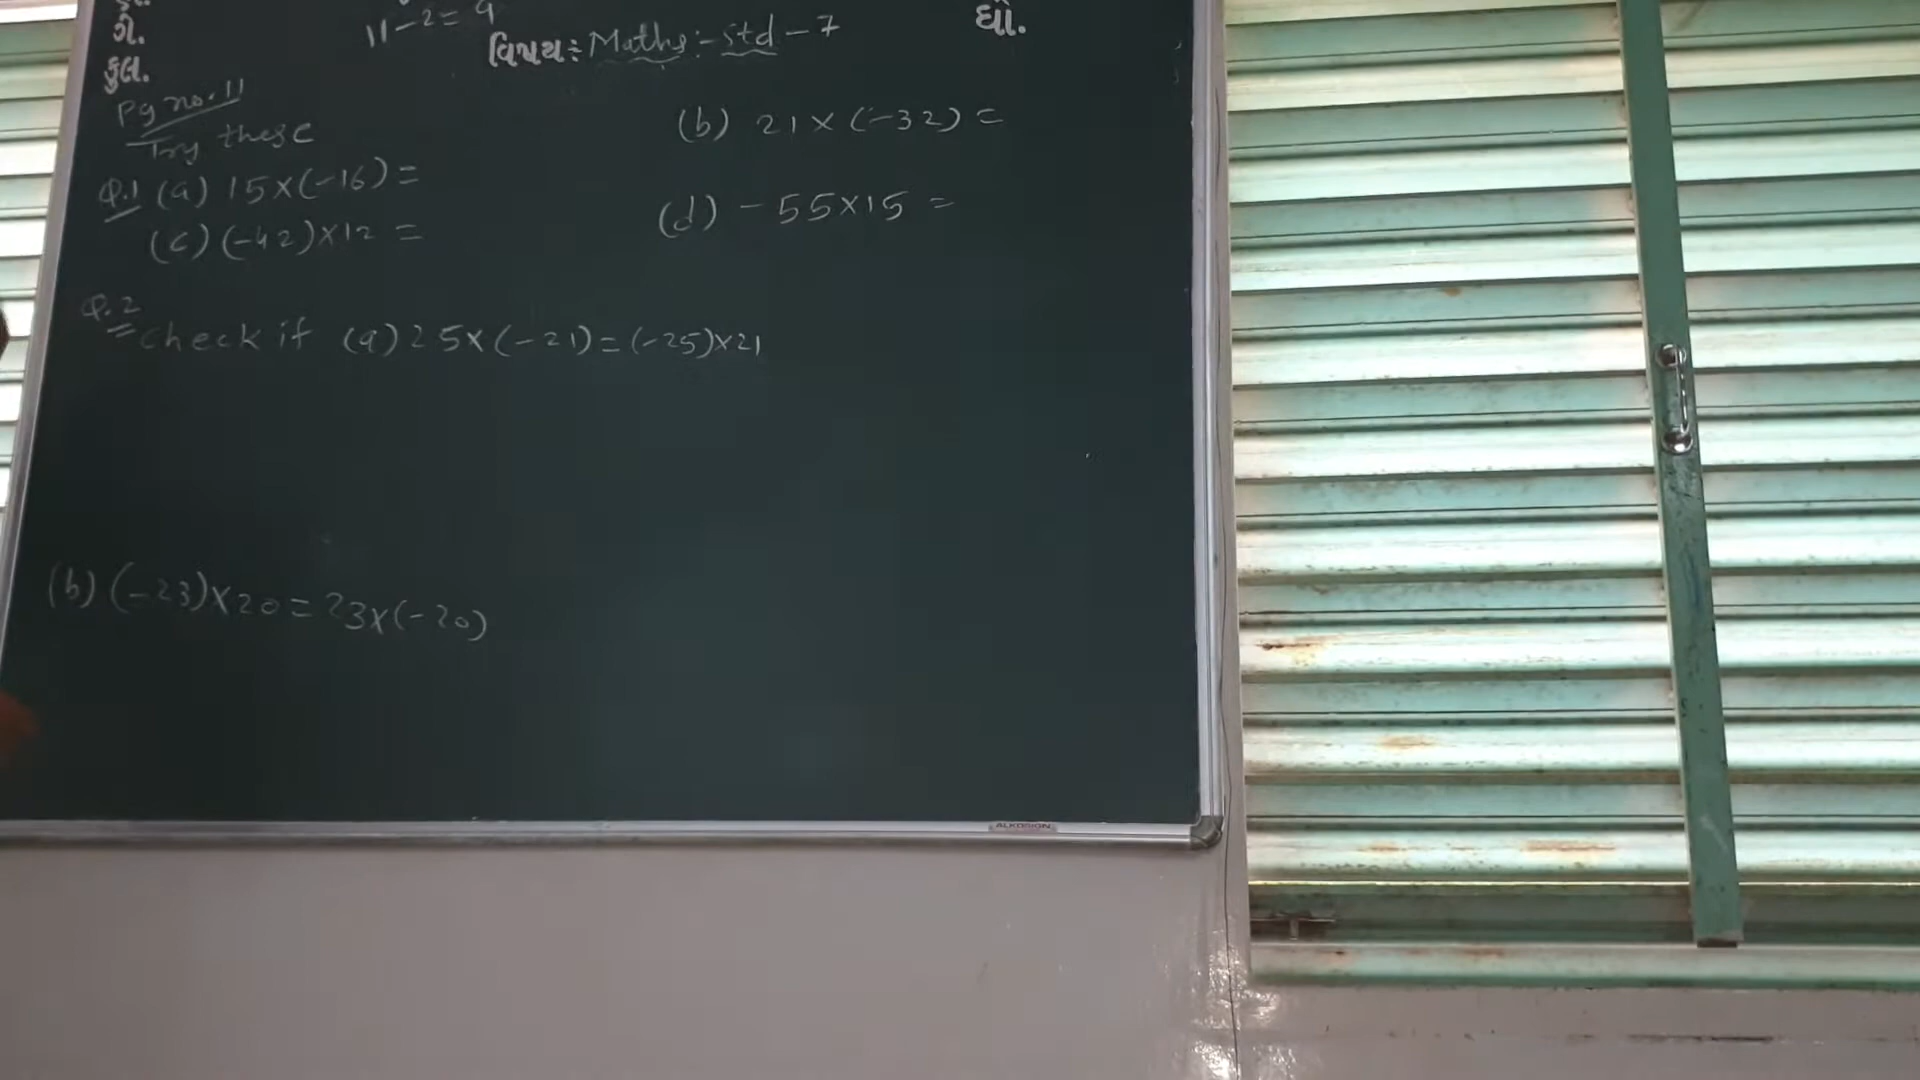 ગે.
કુલ.
11-2=9
વિષય: Maths:- Std-7
ધો.
Pg no. 11
Try these
Q.1 (a) 15×(-16)=
(b) 21×(-32)=
(c) (-42)×12=
(d) -55×15=
Q.2
check if (a) 25×(-21)=(-25)×21
(b) (-23)×20=23×(-20)
ALKOSIGN